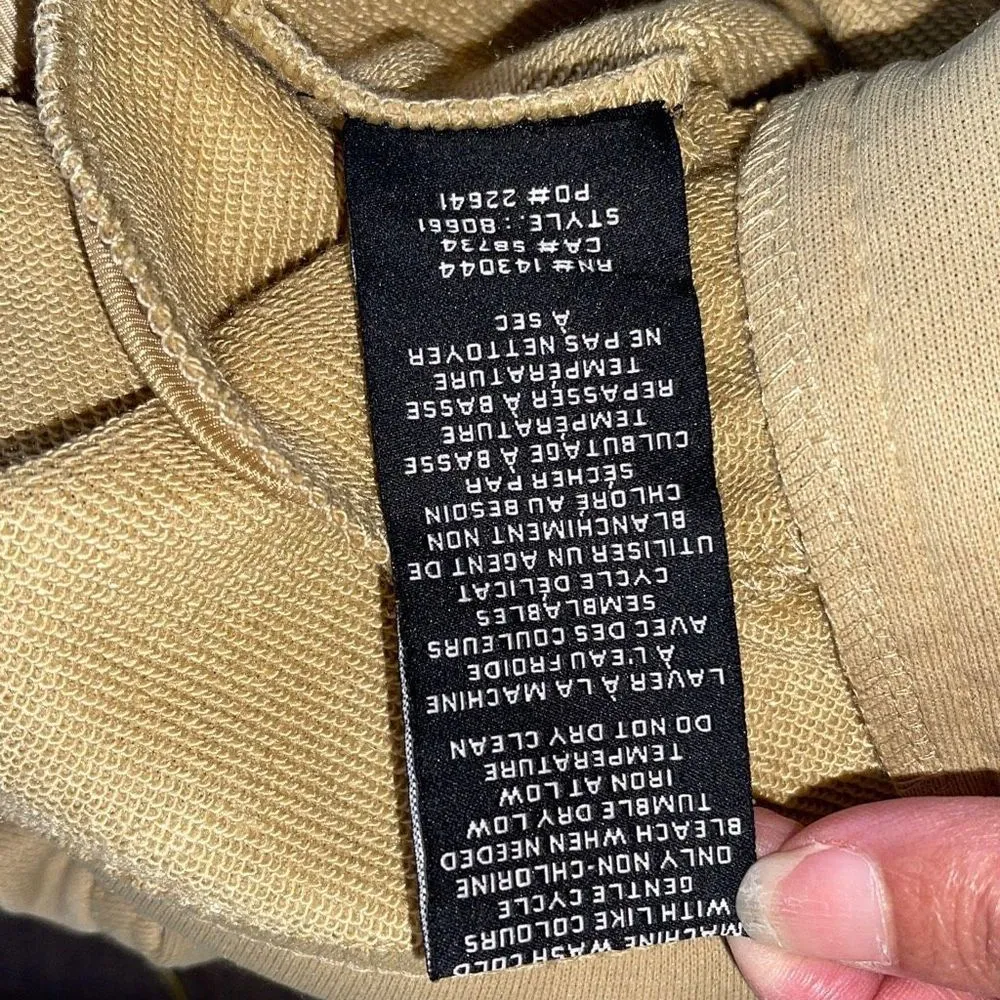 MACHINE WASH COLD
WITH LIKE COLOURS
GENTLE CYCLE
ONLY NON-CHLORINE
BLEACH WHEN NEEDED
TUMBLE DRY LOW
IRON AT LOW
TEMPERATURE
DO NOT DRY CLEAN
LAVER À LA MACHINE
À L'EAU FROIDE
AVEC DES COULEURS
SEMBLABLES
CYCLE DÉLICAT
UTILISER UN AGENT DE
BLANCHIMENT NON
CHLORÉ AU BESOIN
SÉCHER PAR
CULBUTAGE À BASSE
TEMPÉRATURE
REPASSER À BASSE
TEMPÉRATURE
NE PAS NETTOYER
À SEC
RN# 143044
CA# 58734
STYLE: 80661
PO# 22641